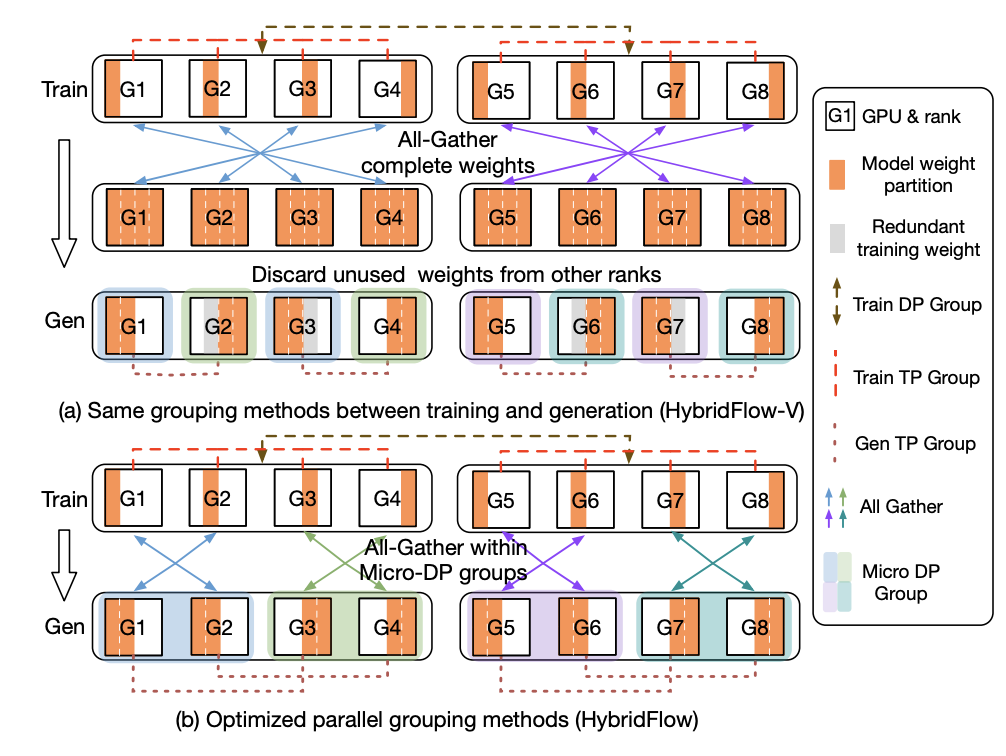 Train
G1
G2
G3
G4
G5
G6
G7
G8
All-Gather
complete weights
G1
G2
G3
G4
G5
G6
G7
G8
Discard unused weights from other ranks
Gen
G1
G2
G3
G4
G5
G6
G7
G8
(a) Same grouping methods between training and generation (HybridFlow-V)
Train
G1
G2
G3
G4
G5
G6
G7
G8
All-Gather within
Micro-DP groups
Gen
G1
G2
G3
G4
G5
G6
G7
G8
(b) Optimized parallel grouping methods (HybridFlow)
G1
GPU & rank
Model weight
partition
Redundant
training weight
Train DP Group
Train TP Group
Gen TP Group
All Gather
Micro DP
Group